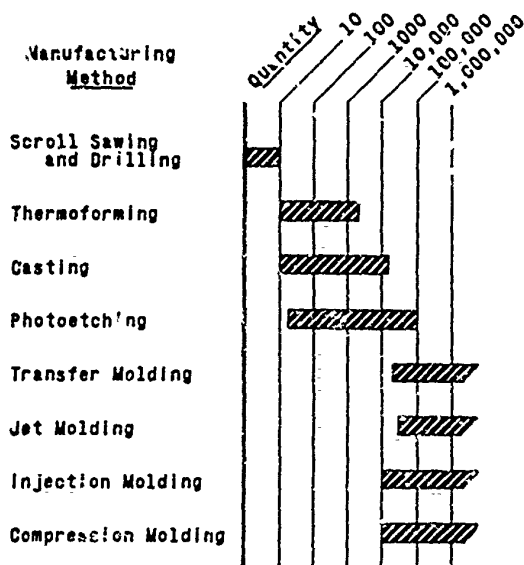 Manufacturing
Method
Quantity
10
100
1000
10,000
100,000
1,000,000
Scroll Sawing
and Drilling
Thermoforming
Casting
Photoetching
Transfer Molding
Jet Molding
Injection Molding
Compression Molding